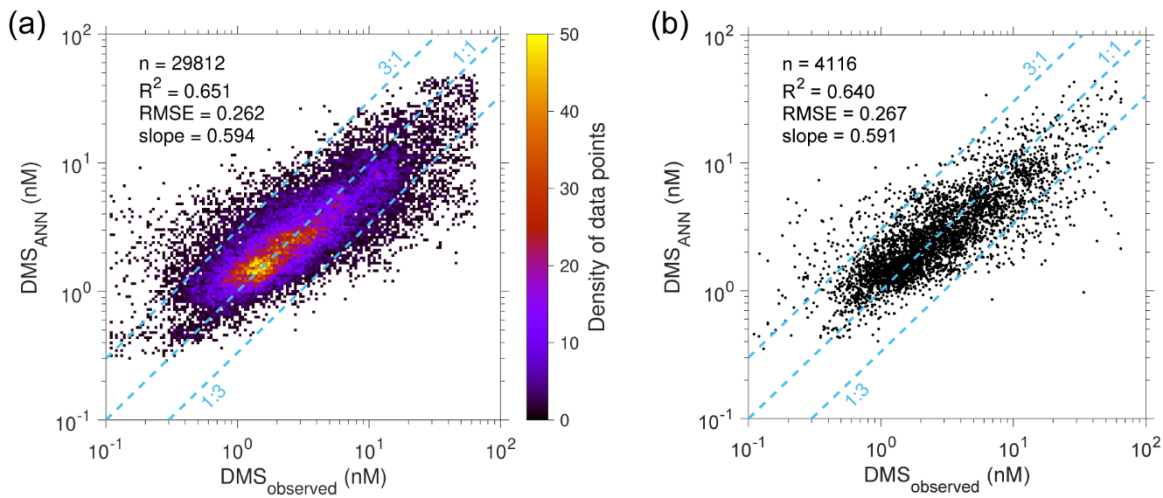 (a)
n = 29812
R² = 0.651
RMSE = 0.262
slope = 0.594
3:1
1:1
1:3
10²
10¹
10⁰
10⁻¹
DMS_ANN (nM)
10⁻¹ 10⁰ 10¹ 10²
DMS_observed (nM)
50
40
30
20
10
0
Density of data points
(b)
n = 4116
R² = 0.640
RMSE = 0.267
slope = 0.591
3:1
1:1
1:3
10²
10¹
10⁰
10⁻¹
DMS_ANN (nM)
10⁻¹ 10⁰ 10¹ 10²
DMS_observed (nM)